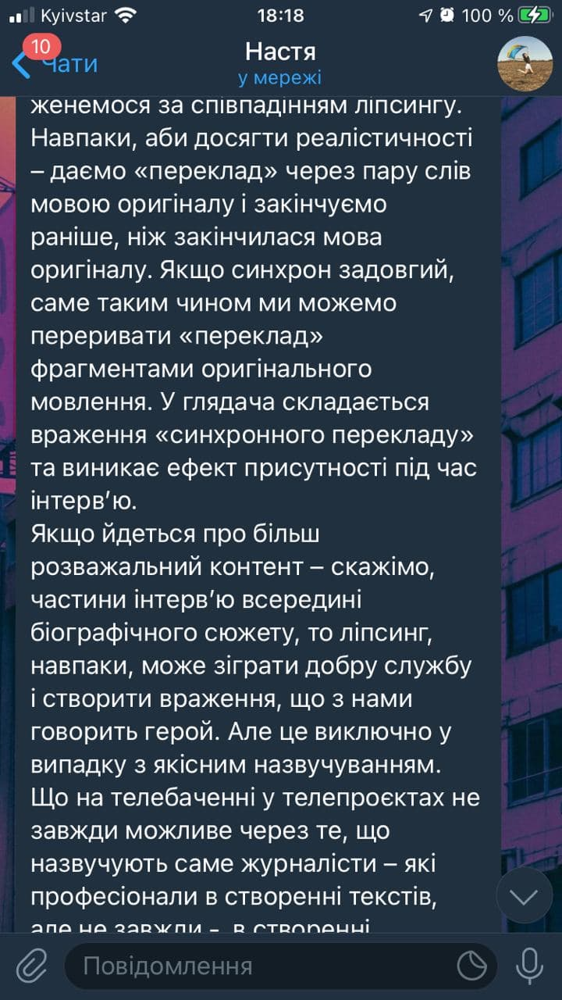 Kyivstar
18:18
100 %
10
Чати
Настя
у мережі
женемося за співпадінням ліпсингу.
Навпаки, аби досягти реалістичності
– даємо «переклад» через пару слів
мовою оригіналу і закінчуємо
раніше, ніж закінчилася мова
оригіналу. Якщо синхрон задовгий,
саме таким чином ми можемо
переривати «переклад»
фрагментами оригінального
мовлення. У глядача складається
враження «синхронного перекладу»
та виникає ефект присутності під час
інтерв’ю.
Якщо йдеться про більш
розважальний контент – скажімо,
частини інтерв’ю всередині
біографічного сюжету, то ліпсинг,
навпаки, може зіграти добру службу
і створити враження, що з нами
говорить герой. Але це виключно у
випадку з якісним назвучуванням.
Що на телебаченні у телепроєктах не
завжди можливе через те, що
назвучують саме журналісти – які
професіонали в створенні текстів,
але не завжди - в створенні
Повідомлення